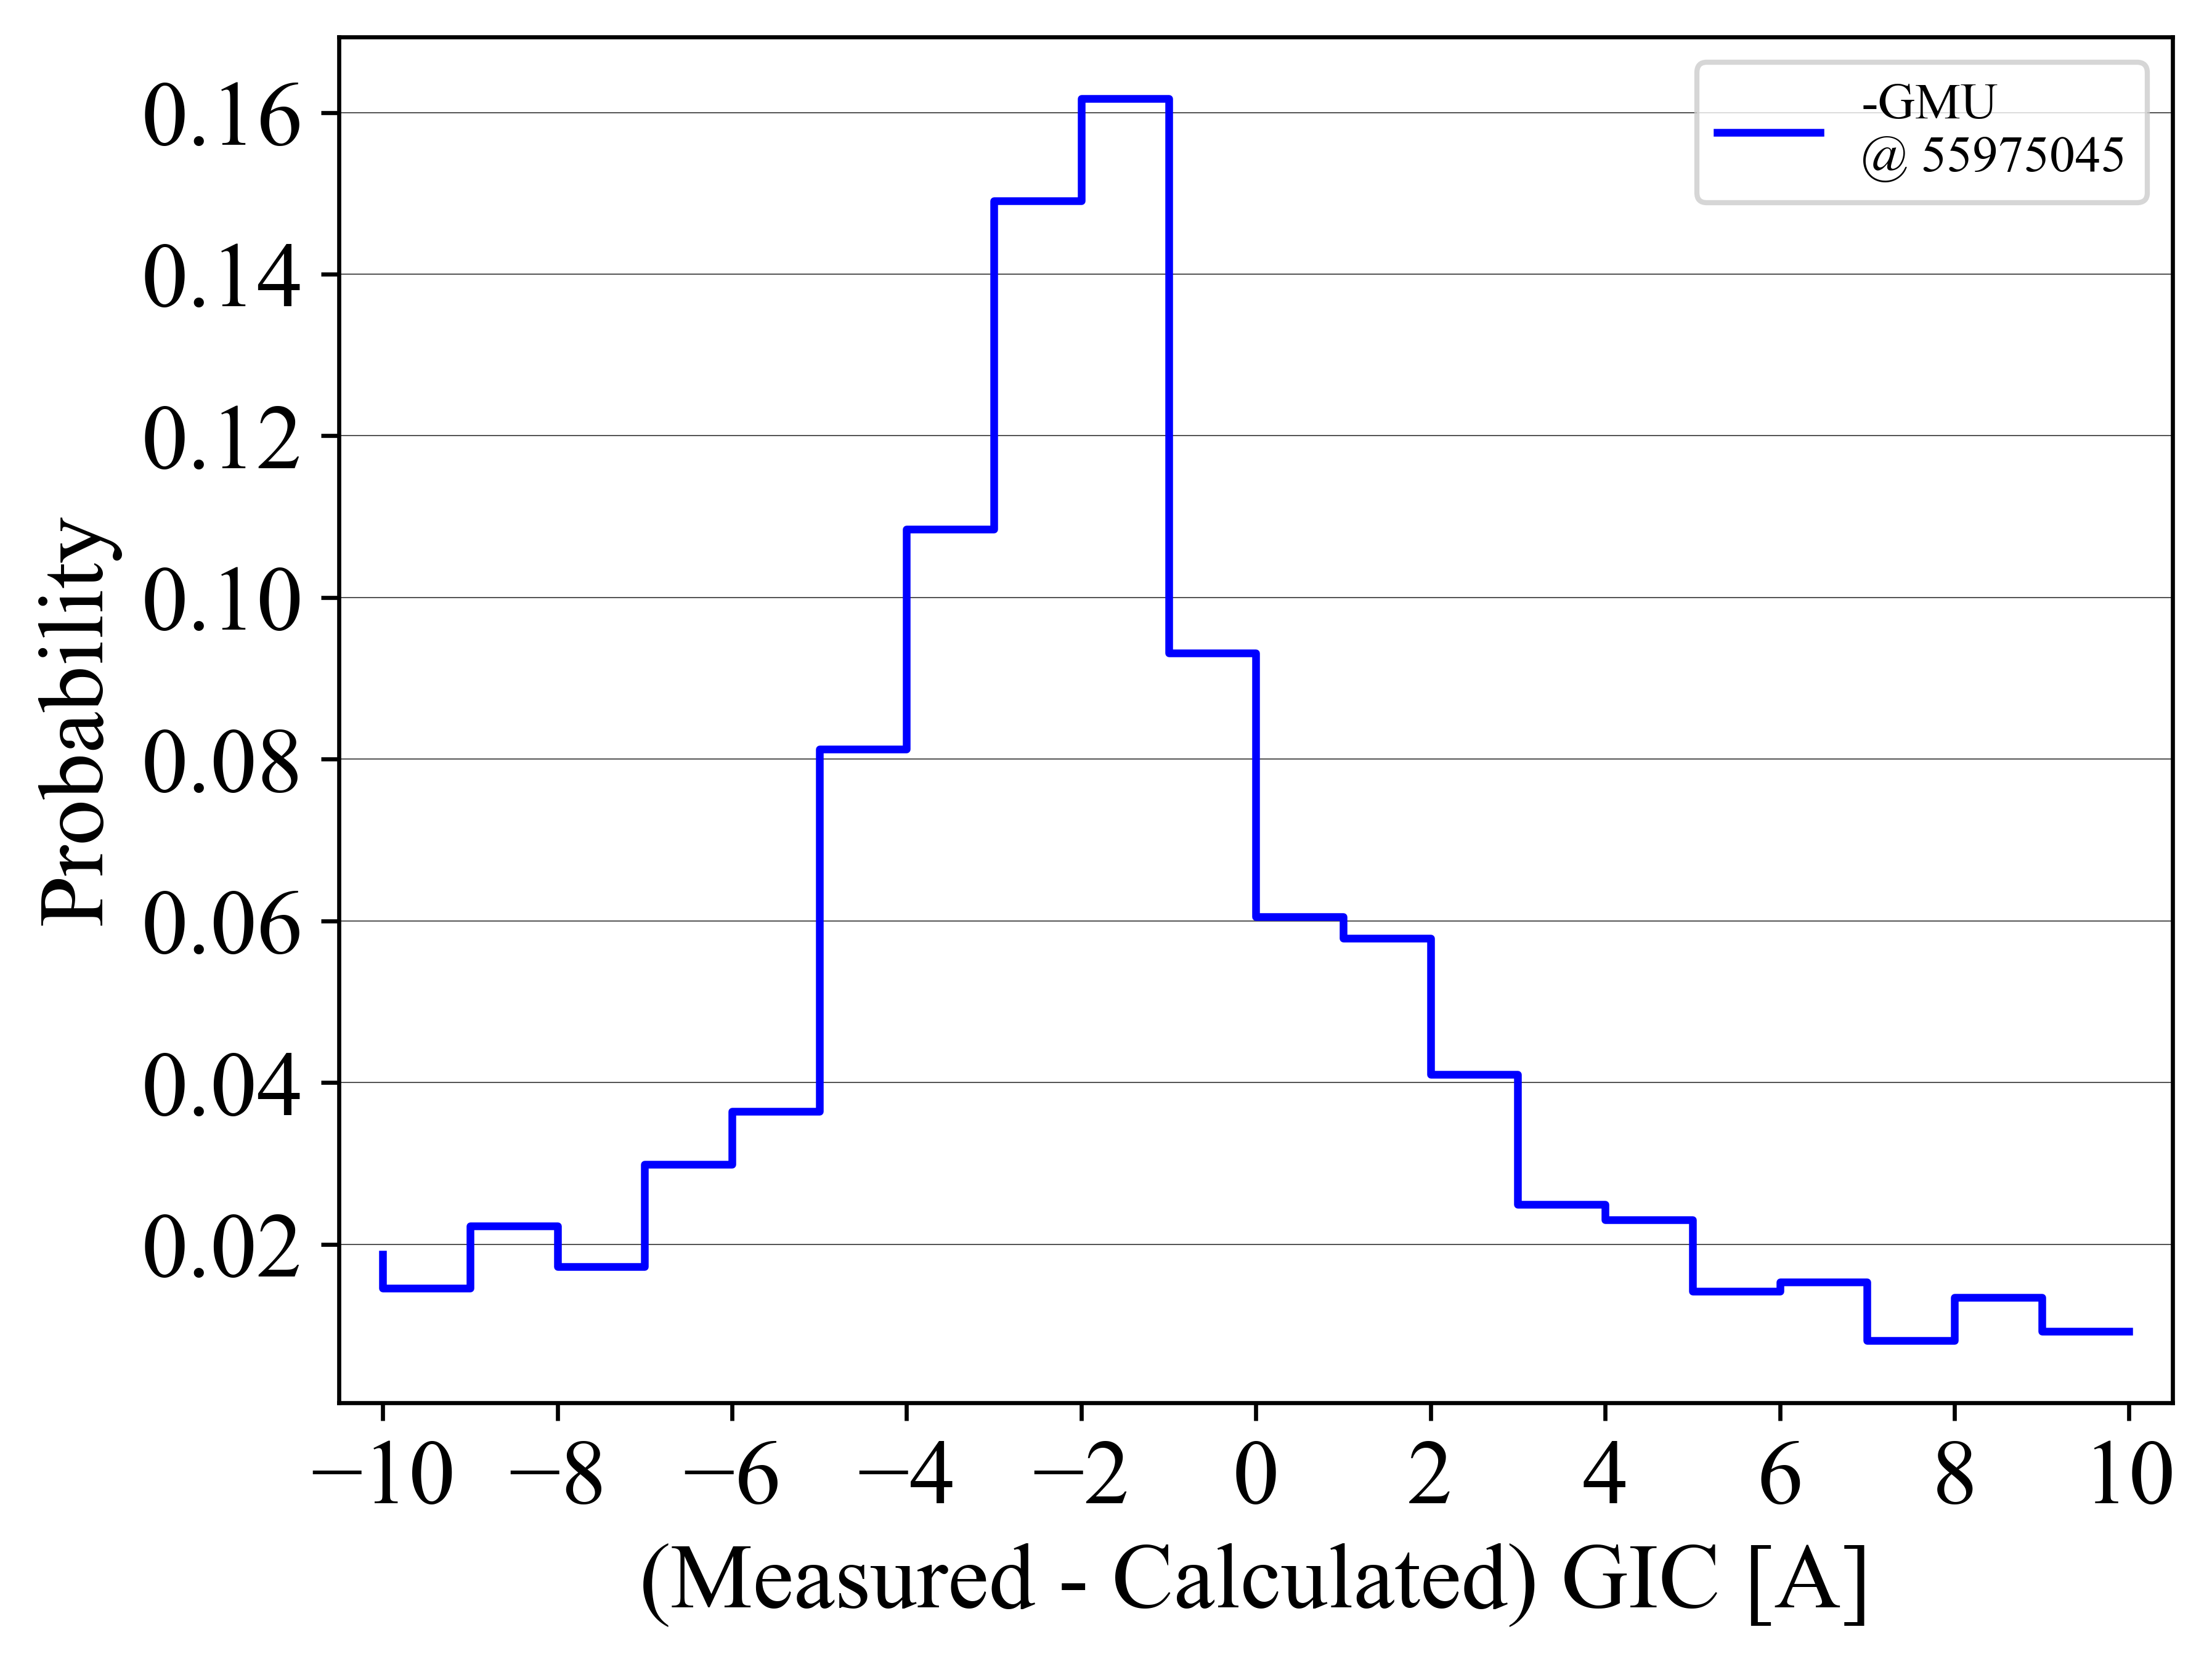 0.16
0.14
0.12
0.10
0.08
0.06
0.04
0.02
Probability
-GMU
@ 55975045
−10 −8 −6 −4 −2 0 2 4 6 8 10
(Measured - Calculated) GIC [A]